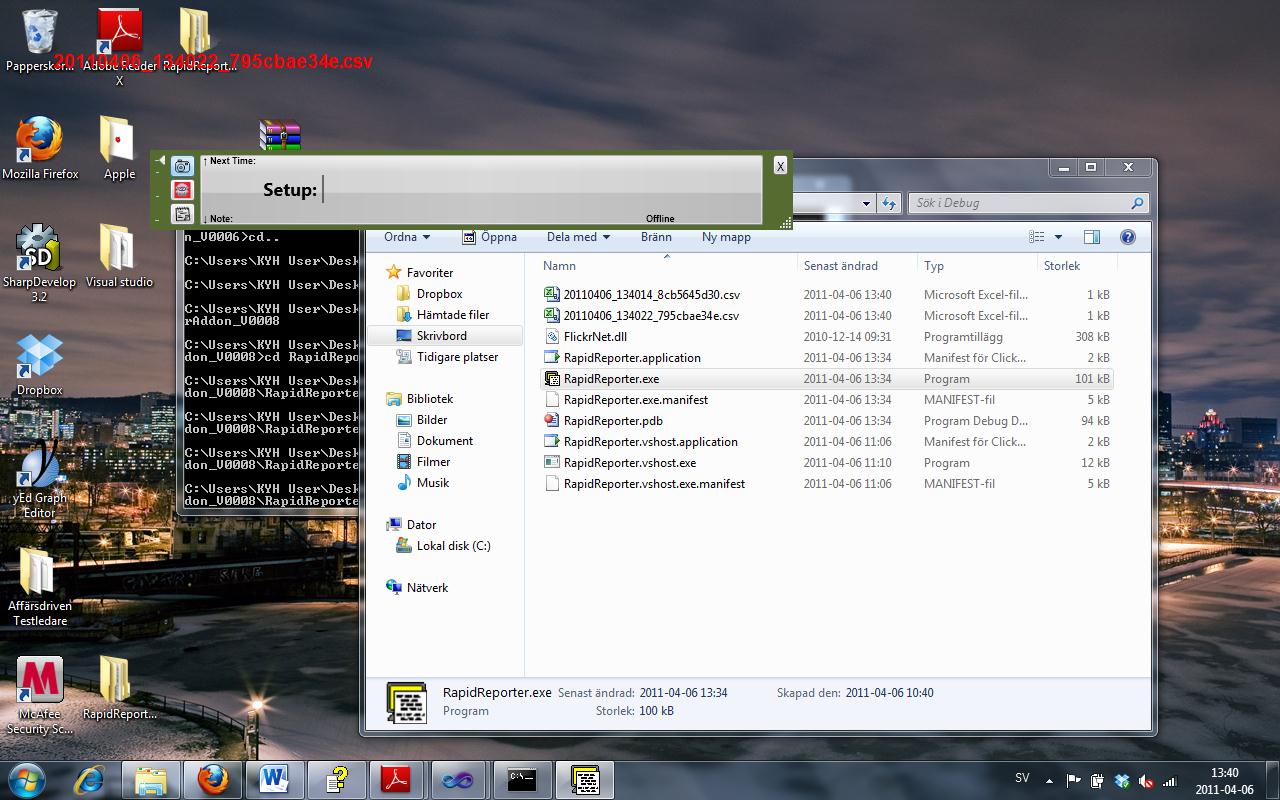 Papperskor...
Adobe Reader X
RapidReport...
20110406_134022_795cbae34e.csv
Mozilla Firefox
Apple
SharpDevelop 3.2
Visual studio
Dropbox
yEd Graph Editor
Affärsdriven Testledare
McAfee Security Sc...
RapidReport...
↑ Next Time:
Setup:
↓ Note:
Offline
X
n_V0006>cd..
C:\Users\KYH User\Desk
C:\Users\KYH User\Desk
C:\Users\KYH User\Desk
rAddon_V0008
C:\Users\KYH User\Desk
don_V0008>cd RapidRepo
C:\Users\KYH User\Desk
don_V0008\RapidReporte
C:\Users\KYH User\Desk
don_V0008\RapidReporte
C:\Users\KYH User\Desk
don_V0008\RapidReporte
C:\Users\KYH User\Desk
don_V0008\RapidReporte
Sök i Debug
Ordna
Öppna
Dela med
Bränn
Ny mapp
Favoriter
Dropbox
Hämtade filer
Skrivbord
Tidigare platser
Bibliotek
Bilder
Dokument
Filmer
Musik
Dator
Lokal disk (C:)
Nätverk
Namn Senast ändrad Typ Storlek
20110406_134014_8cb5645d30.csv 2011-04-06 13:40 Microsoft Excel-fil... 1 kB
20110406_134022_795cbae34e.csv 2011-04-06 13:40 Microsoft Excel-fil... 1 kB
FlickrNet.dll 2010-12-14 09:31 Programtillägg 308 kB
RapidReporter.application 2011-04-06 13:34 Manifest för Click... 2 kB
RapidReporter.exe 2011-04-06 13:34 Program 101 kB
RapidReporter.exe.manifest 2011-04-06 13:34 MANIFEST-fil 5 kB
RapidReporter.pdb 2011-04-06 13:34 Program Debug D... 94 kB
RapidReporter.vshost.application 2011-04-06 11:06 Manifest för Click... 2 kB
RapidReporter.vshost.exe 2011-04-06 11:10 Program 12 kB
RapidReporter.vshost.exe.manifest 2011-04-06 11:06 MANIFEST-fil 5 kB
RapidReporter.exe Senast ändrad: 2011-04-06 13:34 Skapad den: 2011-04-06 10:40
Program Storlek: 100 kB
SV
13:40
2011-04-06